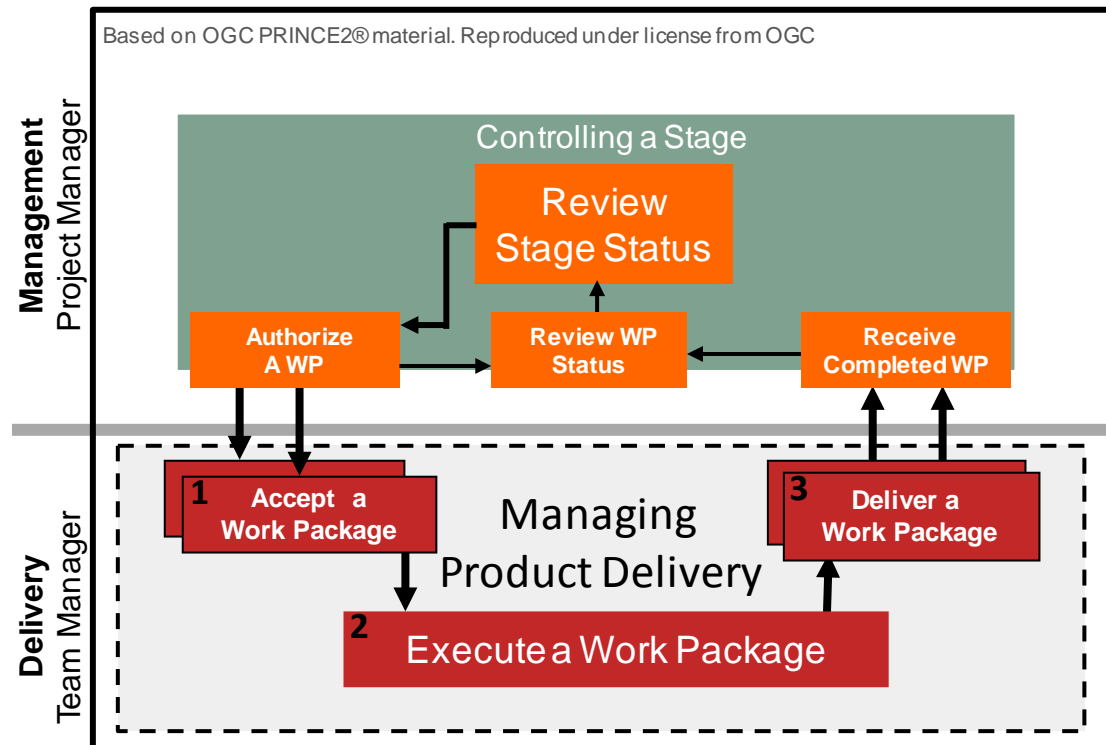 Based on OGC PRINCE2® material. Reproduced under license from OGC
Management
Project Manager
Controlling a Stage
Review
Stage Status
Authorize
A WP
Review WP
Status
Receive
Completed WP
Delivery
Team Manager
1
Accept a
Work Package
Managing
Product Delivery
3
Deliver a
Work Package
2
Execute a Work Package